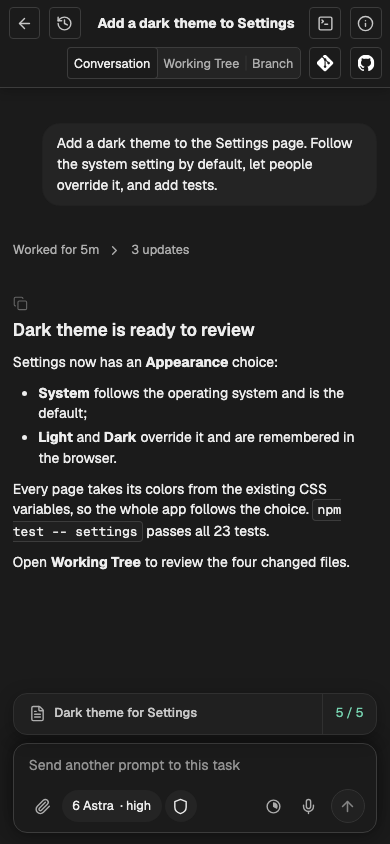 Add a dark theme to Settings
Conversation
Working Tree
Branch
Add a dark theme to the Settings page. Follow
the system setting by default, let people
override it, and add tests.
Worked for 5m
3 updates
Dark theme is ready to review
Settings now has an Appearance choice:
System follows the operating system and is the
default;
Light and Dark override it and are remembered in
the browser.
Every page takes its colors from the existing CSS
variables, so the whole app follows the choice. npm
test -- settings passes all 23 tests.
Open Working Tree to review the four changed files.
Dark theme for Settings
5 / 5
Send another prompt to this task
6 Astra · high